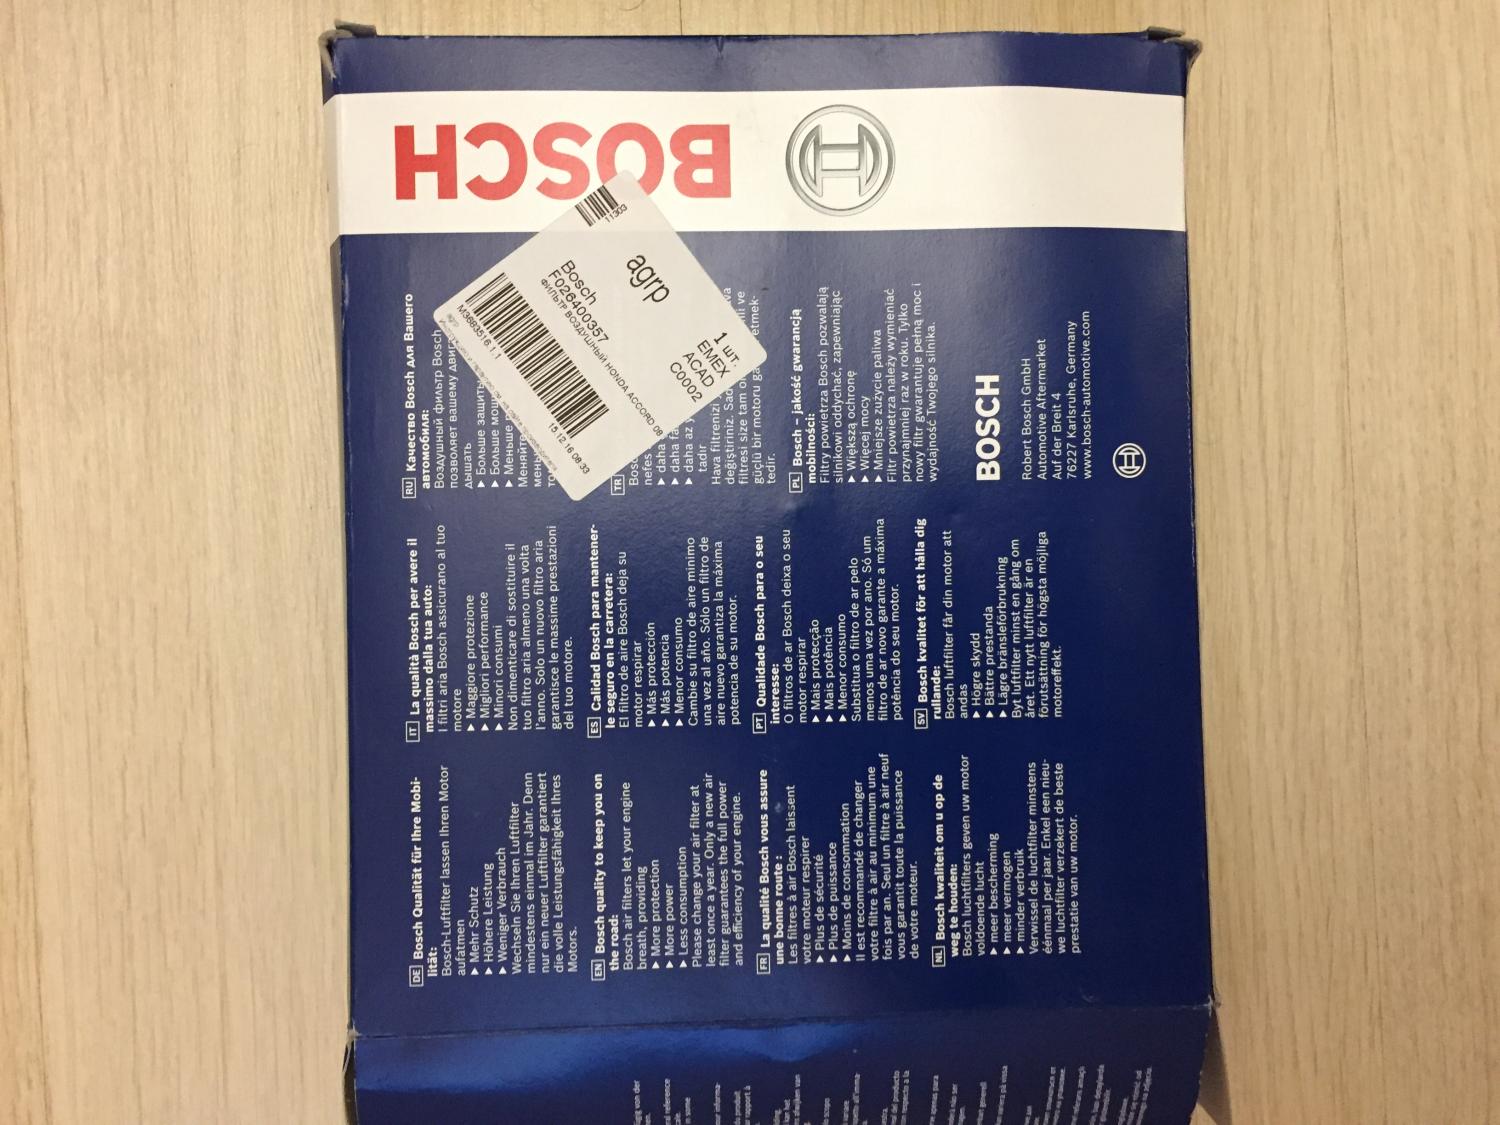 BOSCH
11303
agrp
Bosch
F026400357
ФИЛЬТР ВОЗДУШНЫЙ HONDA ACCORD 08
1 шт.
EMEX
ACAD
C0002
15.12.16 08:33
DE Bosch Qualität für Ihre Mobi-
lität:
Bosch-Luftfilter lassen Ihren Motor
aufatmen
▶ Mehr Schutz
▶ Höhere Leistung
▶ Weniger Verbrauch
Wechseln Sie Ihren Luftfilter
mindestens einmal im Jahr. Denn
nur ein neuer Luftfilter garantiert
die volle Leistungsfähigkeit Ihres
Motors.
EN Bosch quality to keep you on
the road:
Bosch air filters let your engine
breath, providing
▶ More protection
▶ More power
▶ Less consumption
Please change your air filter at
least once a year. Only a new air
filter guarantees the full power
and efficiency of your engine.
FR La qualité Bosch vous assure
une bonne route :
Les filtres à air Bosch laissent
votre moteur respirer
▶ Plus de sécurité
▶ Plus de puissance
▶ Moins de consommation
Il est recommandé de changer
votre filtre à air au minimum une
fois par an. Seul un filtre à air neuf
vous garantit toute la puissance
de votre moteur.
NL Bosch kwaliteit om u op de
weg te houden:
Bosch luchtfilters geven uw motor
voldoende lucht
▶ meer bescherming
▶ meer vermogen
▶ minder verbruik
Verwissel de luchtfilter minstens
éénmaal per jaar. Enkel een nieu-
we luchtfilter verzekert de beste
prestatie van uw motor.
IT La qualità Bosch per avere il
massimo dalla tua auto:
I filtri aria Bosch assicurano al tuo
motore
▶ Maggiore protezione
▶ Migliori performance
▶ Minori consumi
Non dimenticare di sostituire il
tuo filtro aria almeno una volta
l'anno. Solo un nuovo filtro aria
garantisce le massime prestazioni
del tuo motore.
ES Calidad Bosch para mantener-
le seguro en la carretera:
El filtro de aire Bosch deja su
motor respirar
▶ Más protección
▶ Más potencia
▶ Menor consumo
Cambie su filtro de aire mínimo
una vez al año. Sólo un filtro de
aire nuevo garantiza la máxima
potencia de su motor.
PT Qualidade Bosch para o seu
interesse:
O filtros de ar Bosch deixa o seu
motor respirar
▶ Mais protecção
▶ Mais potência
▶ Menor consumo
Substitua o filtro de ar pelo
menos uma vez por ano. Só um
filtro de ar novo garante a máxima
potência do seu motor.
SV Bosch kvalitet för att hålla dig
rullande:
Bosch luftfilter får din motor att
andas
▶ Högre skydd
▶ Bättre prestanda
▶ Lägre bränsleförbrukning
Byt luftfilter minst en gång om
året. Ett nytt luftfilter är en
förutsättning för högsta möjliga
motoreffekt.
RU Качество Bosch для Вашего
автомобиля:
Воздушный фильтр Bosch
позволяет вашему
дышать
▶ Больше
▶ Больше
▶ Меньше
TR
nefes
▶ daha
▶ daha
▶ daha az
tadır
Hava
değiştiriniz.
filtresi size tam
güçlü bir motoru
tedir.
PL Bosch – jakość gwarancją
mobilności:
Filtry powietrza Bosch pozwalają
silnikowi oddychać, zapewniając
▶ Większą ochronę
▶ Więcej mocy
▶ Mniejsze zużycie paliwa
Filtr powietrza należy wymieniać
przynajmniej raz w roku. Tylko
nowy filtr gwarantuje pełną moc i
wydajność Twojego silnika.
BOSCH
Robert Bosch GmbH
Automotive Aftermarket
Auf der Breit 4
76227 Karlsruhe, Germany
www.bosch-automotive.com